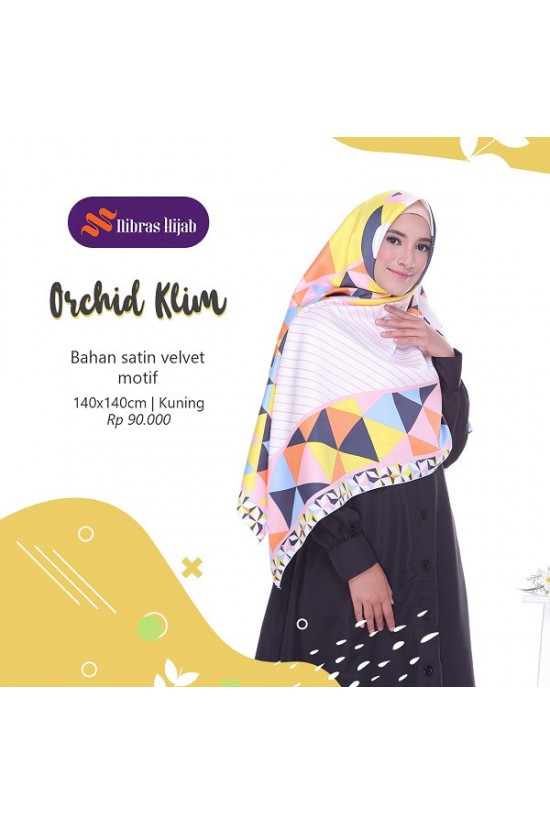 Nibras Hijab
Orchid Klim
Bahan satin velvet
motif
140x140cm | Kuning
Rp 90.000